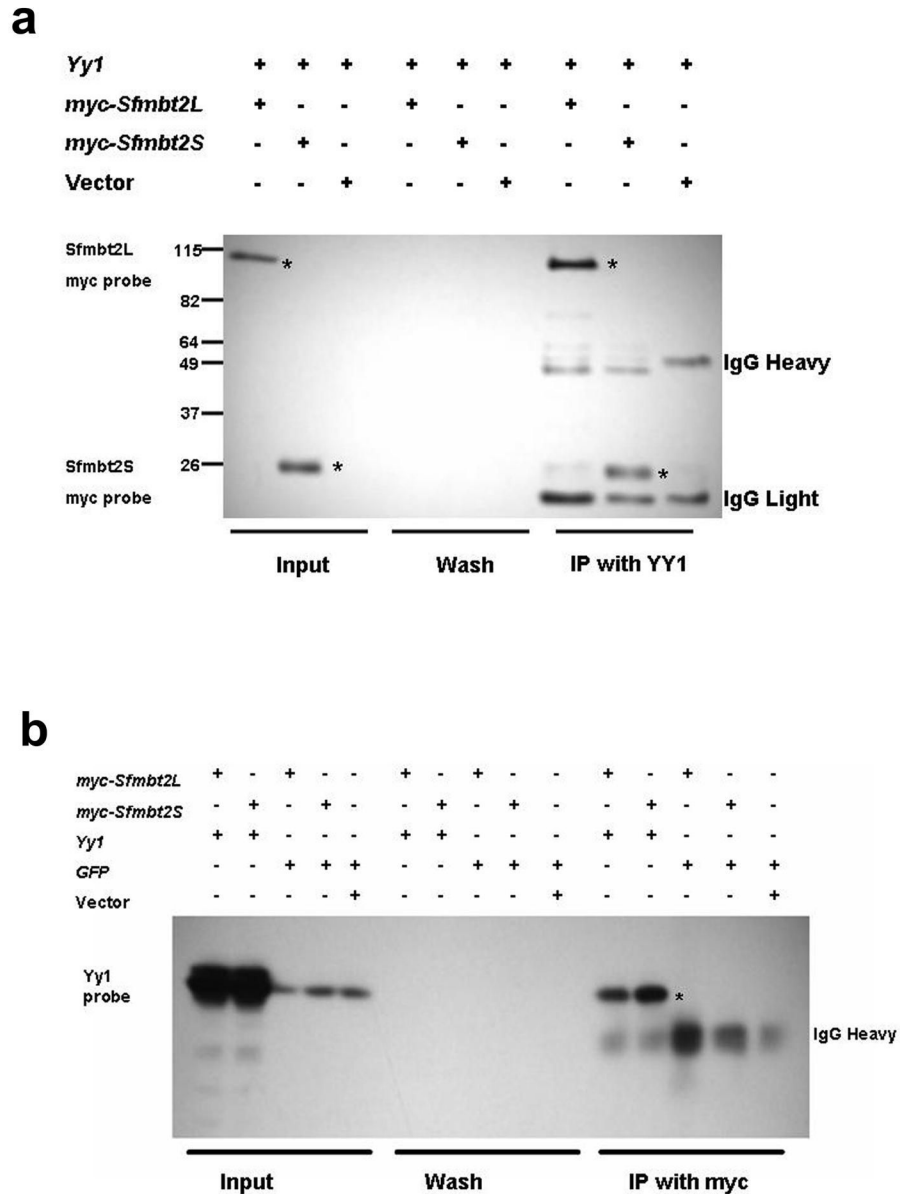 a
Yy1 + + + + + + + + +
myc-Sfmbt2L + - - + - - + - -
myc-Sfmbt2S - + - - + - - + -
Vector - - + - - + - - +
Sfmbt2L 115
myc probe
82
64
49 IgG Heavy
37
Sfmbt2S 26
myc probe IgG Light
* * * *
Input Wash IP with YY1
b
myc-Sfmbt2L + - + - - + - + - - + - + - -
myc-Sfmbt2S - + - + - - + - + - - + - + -
Yy1 + + - - - + + - - - + + - - -
GFP - - + + + - - + + + - - + + +
Vector - - - - + - - - - + - - - - +
Yy1
probe *
IgG Heavy
Input Wash IP with myc